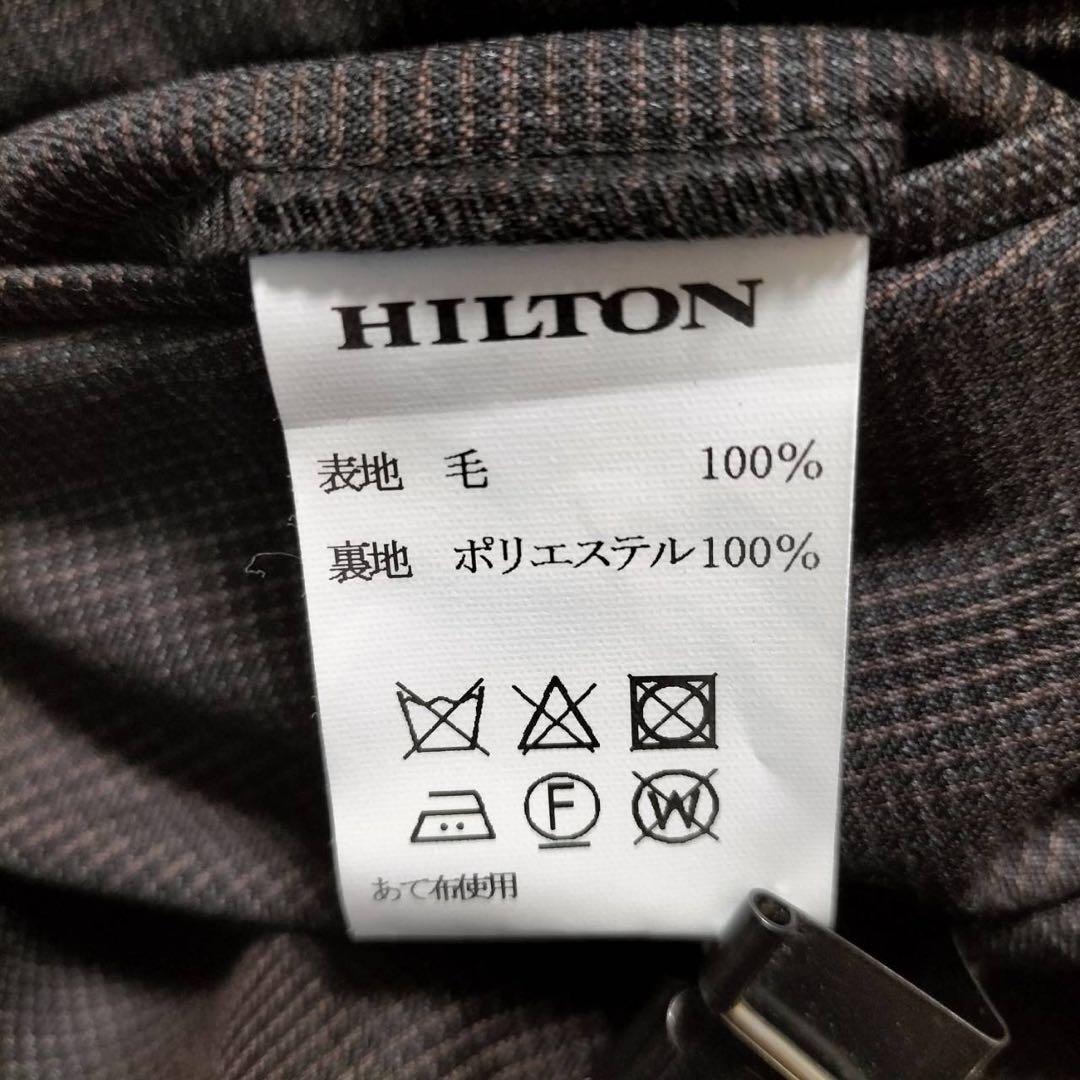 HILTON
表地 毛 100%
裏地 ポリエステル100%
F W
あて布使用